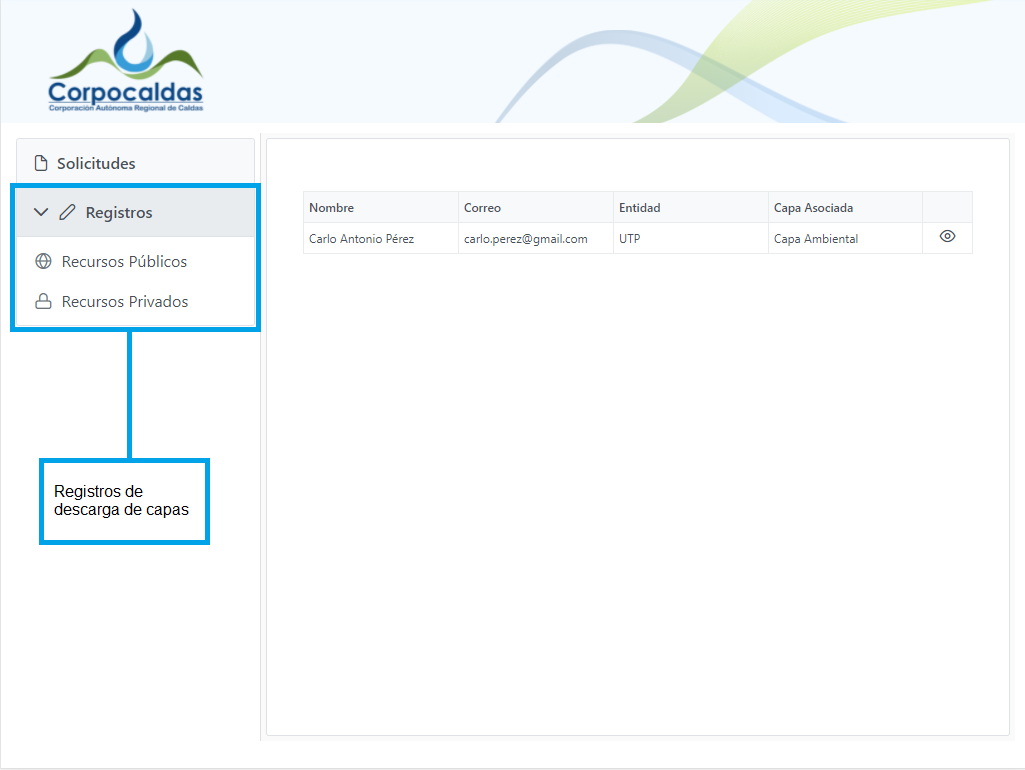 Corpocaldas
Corporación Autónoma Regional de Caldas
Solicitudes
Registros
Recursos Públicos
Recursos Privados
Nombre Correo Entidad Capa Asociada
Carlo Antonio Pérez carlo.perez@gmail.com UTP Capa Ambiental
Registros de
descarga de capas